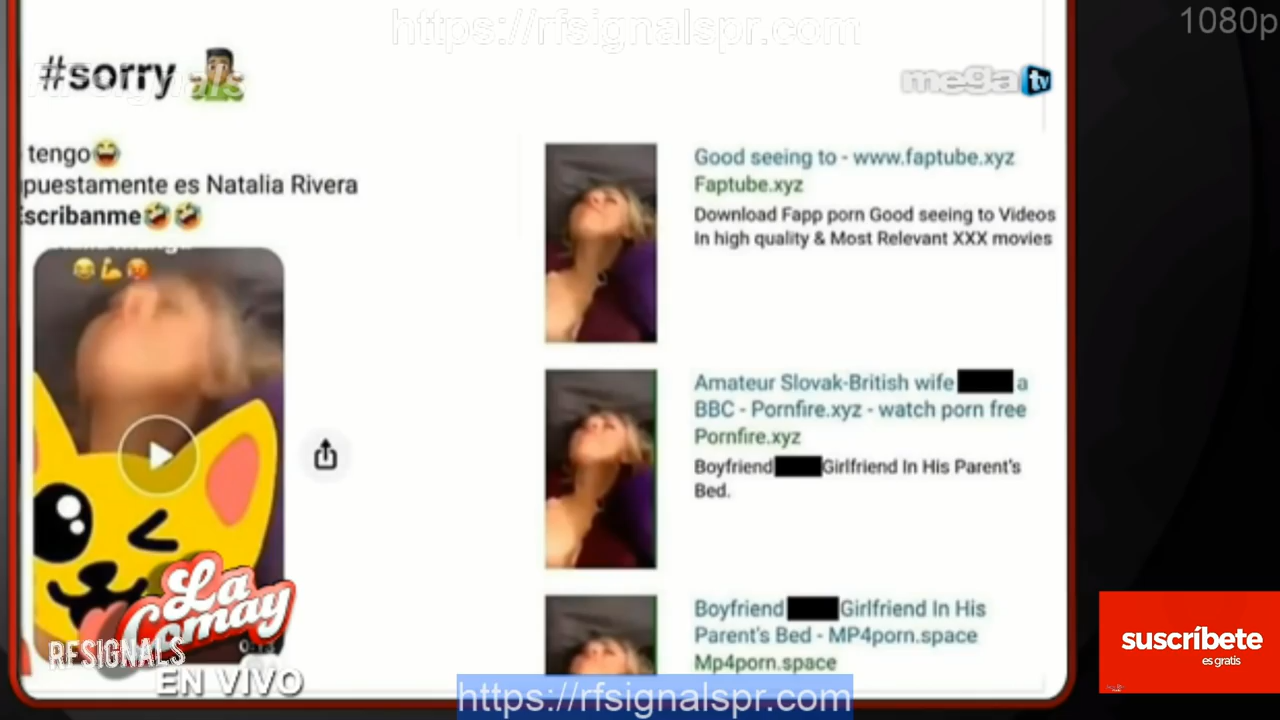 https://rfsignalspr.com
1080p
#sorry
mega tv
tengo
puestamente es Natalia Rivera
scribanme
Good seeing to - www.faptube.xyz
Faptube.xyz
Download Fapp porn Good seeing to Videos
In high quality & Most Relevant XXX movies
Amateur Slovak-British wife a
BBC - Pornfire.xyz - watch porn free
Pornfire.xyz
Boyfriend Girlfriend In His Parent's
Bed.
Boyfriend Girlfriend In His
Parent's Bed - MP4porn.space
Mp4porn.space
La
Comay
RFSIGNALS
EN VIVO
suscríbete
es gratis
https://rfsignalspr.com